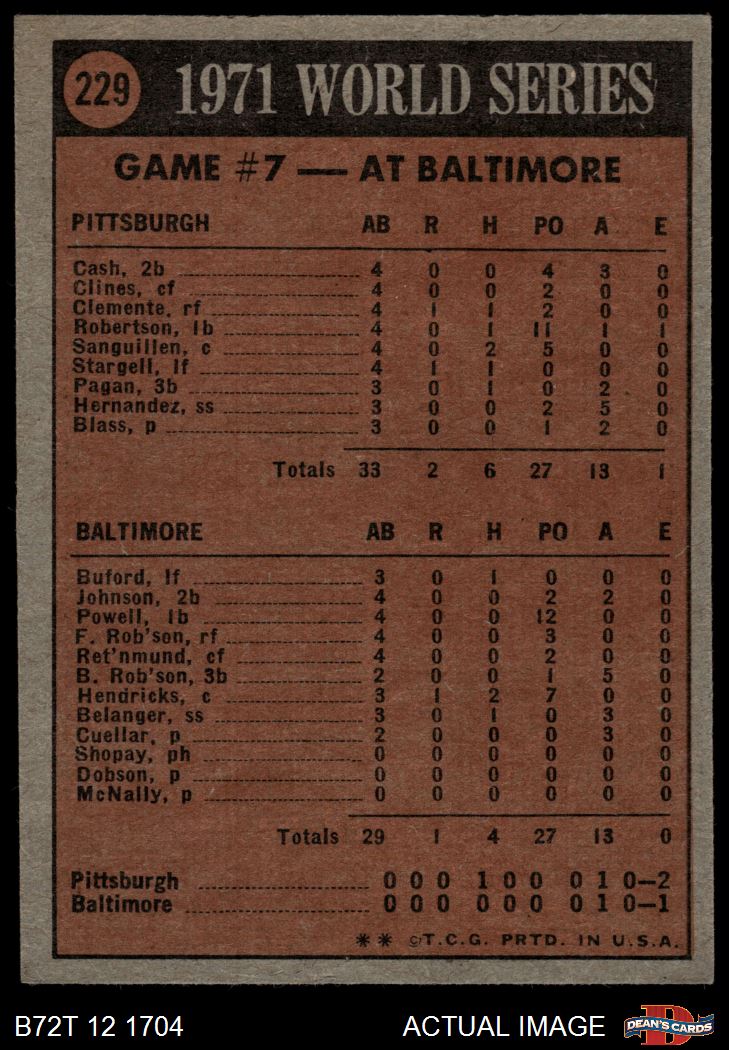 229 1971 WORLD SERIES
GAME #7 — AT BALTIMORE
PITTSBURGH AB R H PO A E
Cash, 2b 4 0 0 4 3 0
Clines, cf 4 0 0 2 0 0
Clemente, rf 4 1 1 2 0 0
Robertson, 1b 4 0 1 11 1 1
Sanguillen, c 4 0 2 5 0 0
Stargell, lf 4 1 1 0 0 0
Pagan, 3b 3 0 1 0 2 0
Hernandez, ss 3 0 0 2 5 0
Blass, p 3 0 0 1 2 0
Totals 33 2 6 27 13 1
BALTIMORE AB R H PO A E
Buford, lf 3 0 1 0 0 0
Johnson, 2b 4 0 0 2 2 0
Powell, 1b 4 0 0 12 0 0
F. Rob'son, rf 4 0 0 3 0 0
Ret'nmund, cf 4 0 0 2 0 0
B. Rob'son, 3b 2 0 0 1 5 0
Hendricks, c 3 1 2 7 0 0
Belanger, ss 3 0 1 0 3 0
Cuellar, p 2 0 0 0 3 0
Shopay, ph 0 0 0 0 0 0
Dobson, p 0 0 0 0 0 0
McNally, p 0 0 0 0 0 0
Totals 29 1 4 27 13 0
Pittsburgh 0 0 0 1 0 0 0 1 0—2
Baltimore 0 0 0 0 0 0 0 1 0—1
** © T.C.G. PRTD. IN U.S.A.
B72T 12 1704 ACTUAL IMAGE DEAN'S CARDS